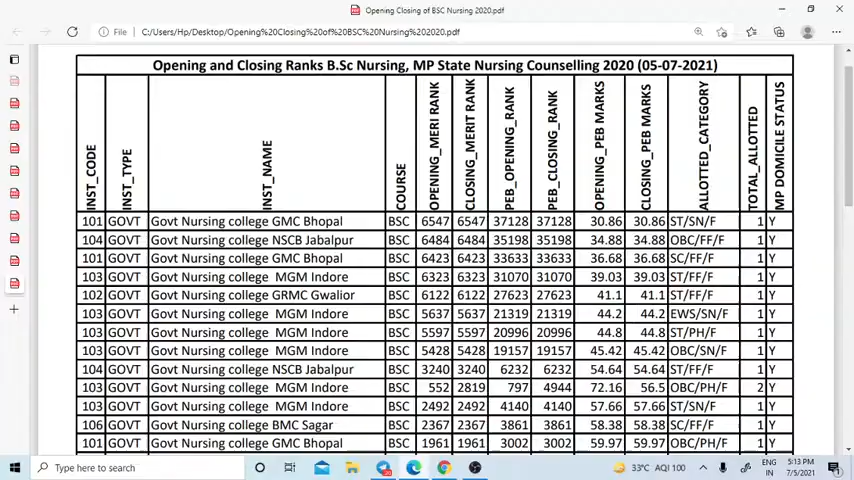 Opening Closing of BSC Nursing 2020.pdf
File C:/Users/Hp/Desktop/Opening%20Closing%20of%20BSC%20Nursing%202020.pdf
Opening and Closing Ranks B.Sc Nursing, MP State Nursing Counselling 2020 (05-07-2021)
INST_CODE INST_TYPE INST_NAME COURSE OPENING_MERI RANK CLOSING_MERIT RANK PEB_OPENING_RANK PEB_CLOSING_RANK OPENING_PEB MARKS CLOSING_PEB MARKS ALLOTTED_CATEGORY TOTAL_ALLOTTED MP DOMICILE STATUS
101 GOVT Govt Nursing college GMC Bhopal BSC 6547 6547 37128 37128 30.86 30.86 ST/SN/F 1 Y
104 GOVT Govt Nursing college NSCB Jabalpur BSC 6484 6484 35198 35198 34.88 34.88 OBC/FF/F 1 Y
101 GOVT Govt Nursing college GMC Bhopal BSC 6423 6423 33633 33633 36.68 36.68 SC/FF/F 1 Y
103 GOVT Govt Nursing college MGM Indore BSC 6323 6323 31070 31070 39.03 39.03 ST/FF/F 1 Y
102 GOVT Govt Nursing college GRMC Gwalior BSC 6122 6122 27623 27623 41.1 41.1 ST/FF/F 1 Y
103 GOVT Govt Nursing college MGM Indore BSC 5637 5637 21319 21319 44.2 44.2 EWS/SN/F 1 Y
103 GOVT Govt Nursing college MGM Indore BSC 5597 5597 20996 20996 44.8 44.8 ST/PH/F 1 Y
103 GOVT Govt Nursing college MGM Indore BSC 5428 5428 19157 19157 45.42 45.42 OBC/SN/F 1 Y
104 GOVT Govt Nursing college NSCB Jabalpur BSC 3240 3240 6232 6232 54.64 54.64 ST/FF/F 1 Y
103 GOVT Govt Nursing college MGM Indore BSC 552 2819 797 4944 72.16 56.5 OBC/PH/F 2 Y
103 GOVT Govt Nursing college MGM Indore BSC 2492 2492 4140 4140 57.66 57.66 ST/SN/F 1 Y
106 GOVT Govt Nursing college BMC Sagar BSC 2367 2367 3861 3861 58.38 58.38 SC/FF/F 1 Y
101 GOVT Govt Nursing college GMC Bhopal BSC 1961 1961 3002 3002 59.97 59.97 OBC/PH/F 1 Y
Type here to search 33°C AQI 100 ENG 5:13 PM
IN 7/5/2021